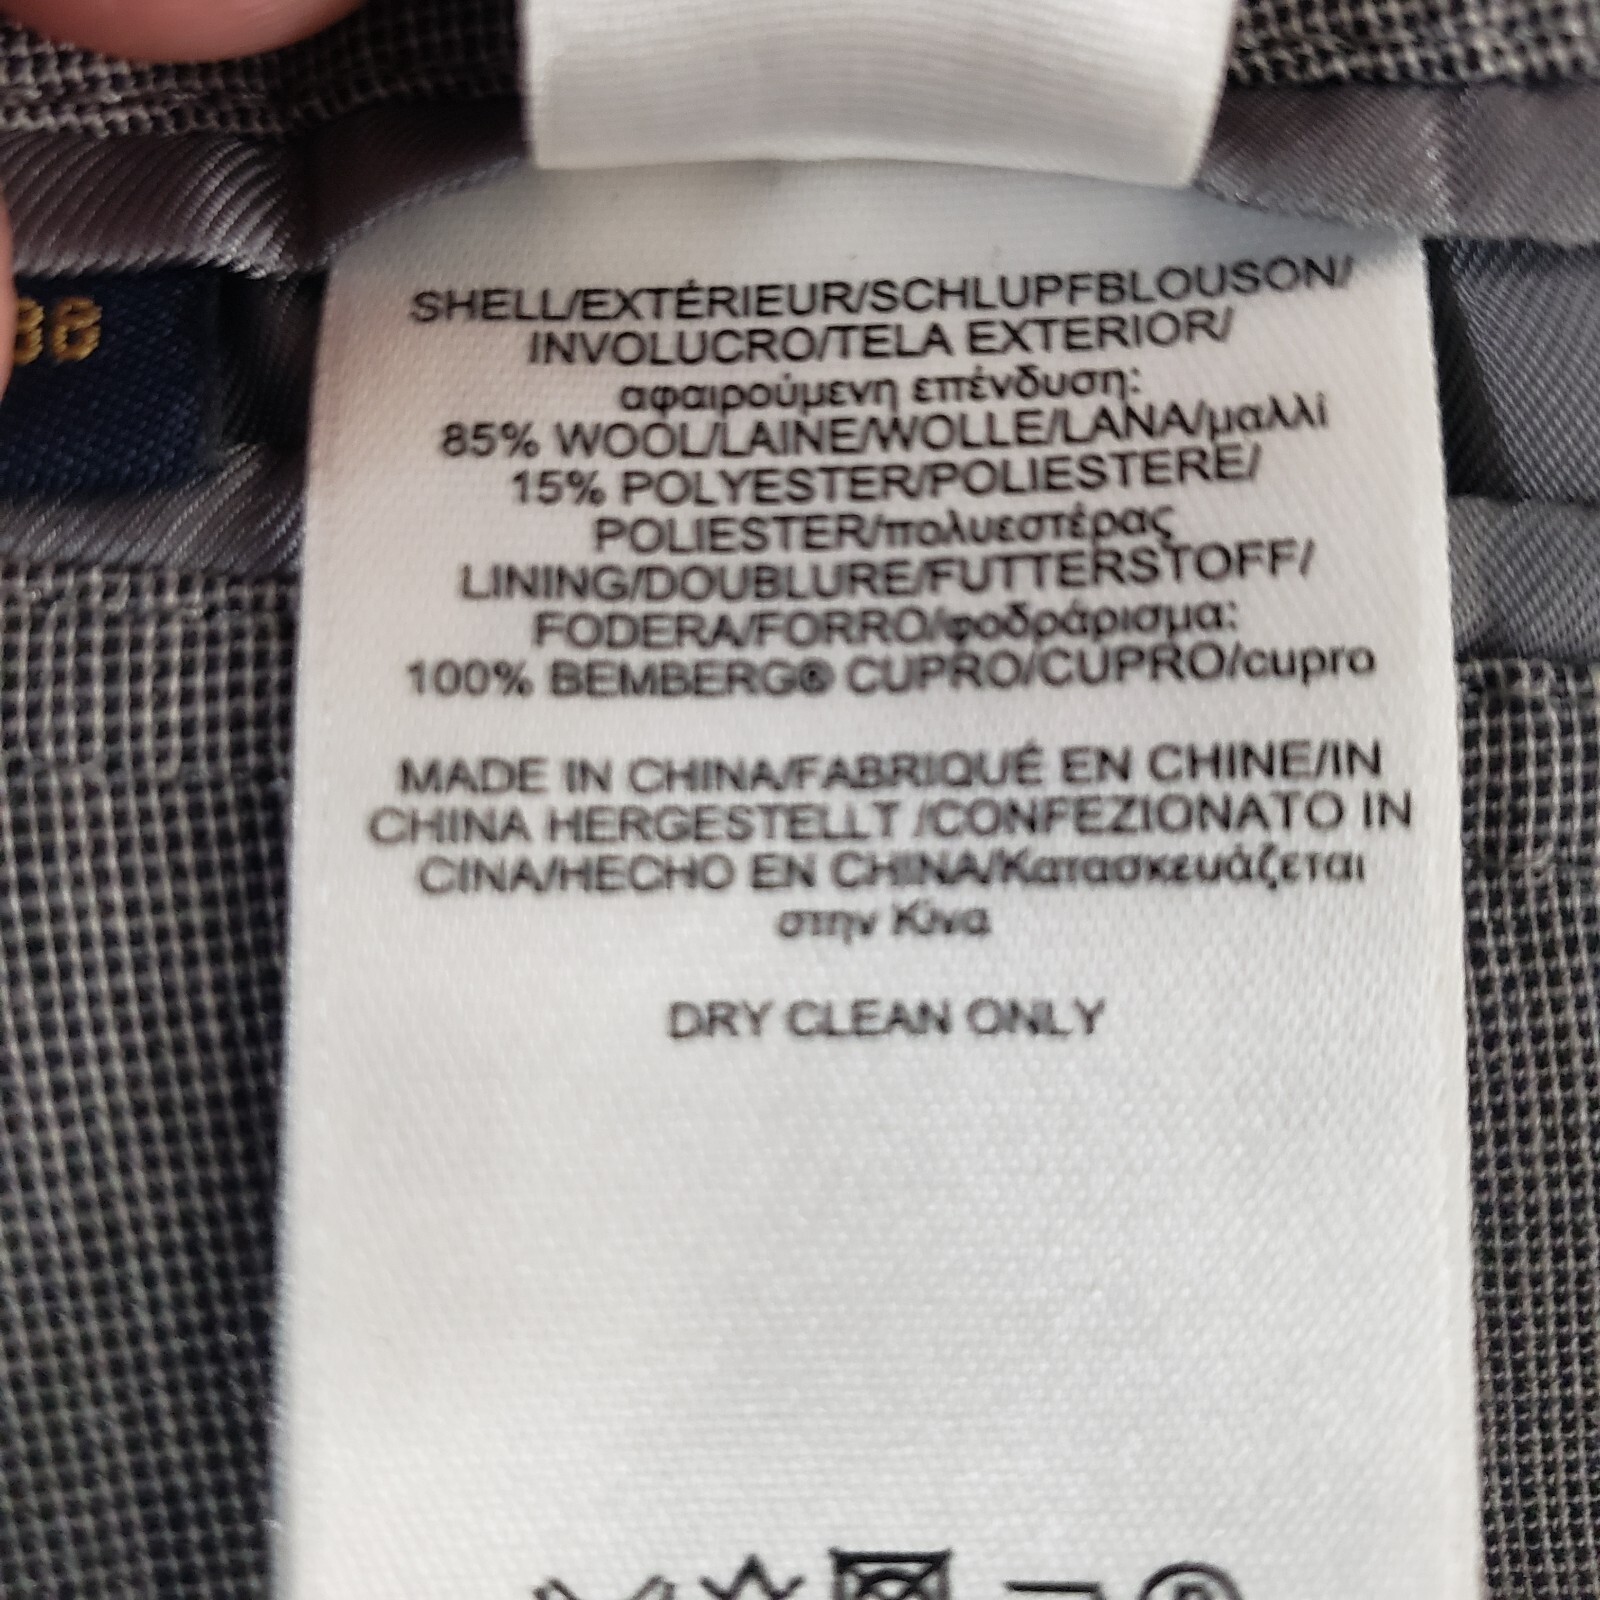 SHELL/EXTÉRIEUR/SCHLUPFBLOUSON/
INVOLUCRO/TELA EXTERIOR/
αφαιρούμενη επένδυση:
85% WOOL/LAINE/WOLLE/LANA/μαλλί
15% POLYESTER/POLIESTERE/
POLIESTER/πολυεστέρας
LINING/DOUBLURE/FUTTERSTOFF/
FODERA/FORRO/φοδράρισμα:
100% BEMBERG® CUPRO/CUPRO/cupro
MADE IN CHINA/FABRIQUÉ EN CHINE/IN
CHINA HERGESTELLT /CONFEZIONATO IN
CINA/HECHO EN CHINA/Κατασκευάζεται
στην Κίνα
DRY CLEAN ONLY